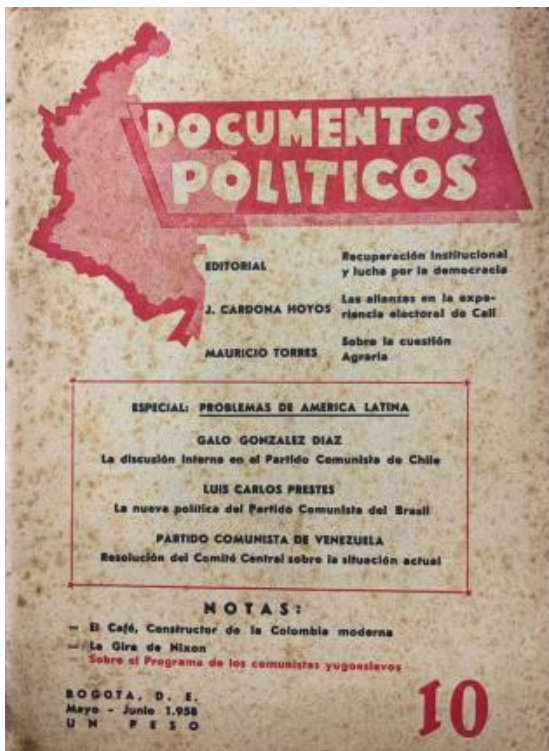 DOCUMENTOS
POLITICOS
EDITORIAL
Recuperación institucional
y lucha por la democracia
J. CARDONA HOYOS
Las alianzas en la expe-
riencia electoral de Cali
MAURICIO TORRES
Sobre la cuestión
Agraria
ESPECIAL: PROBLEMAS DE AMERICA LATINA
GALO GONZALEZ DIAZ
La discusión interna en el Partido Comunista de Chile
LUIS CARLOS PRESTES
La nueva política del Partido Comunista del Brasil
PARTIDO COMUNISTA DE VENEZUELA
Resolución del Comité Central sobre la situación actual
NOTAS:
— El Café, Constructor de la Colombia moderna
— La Gira de Nixon
Sobre el Programa de los comunistas yugoeslavos
BOGOTA, D. E.
Mayo - Junio 1.958
UN PESO
10